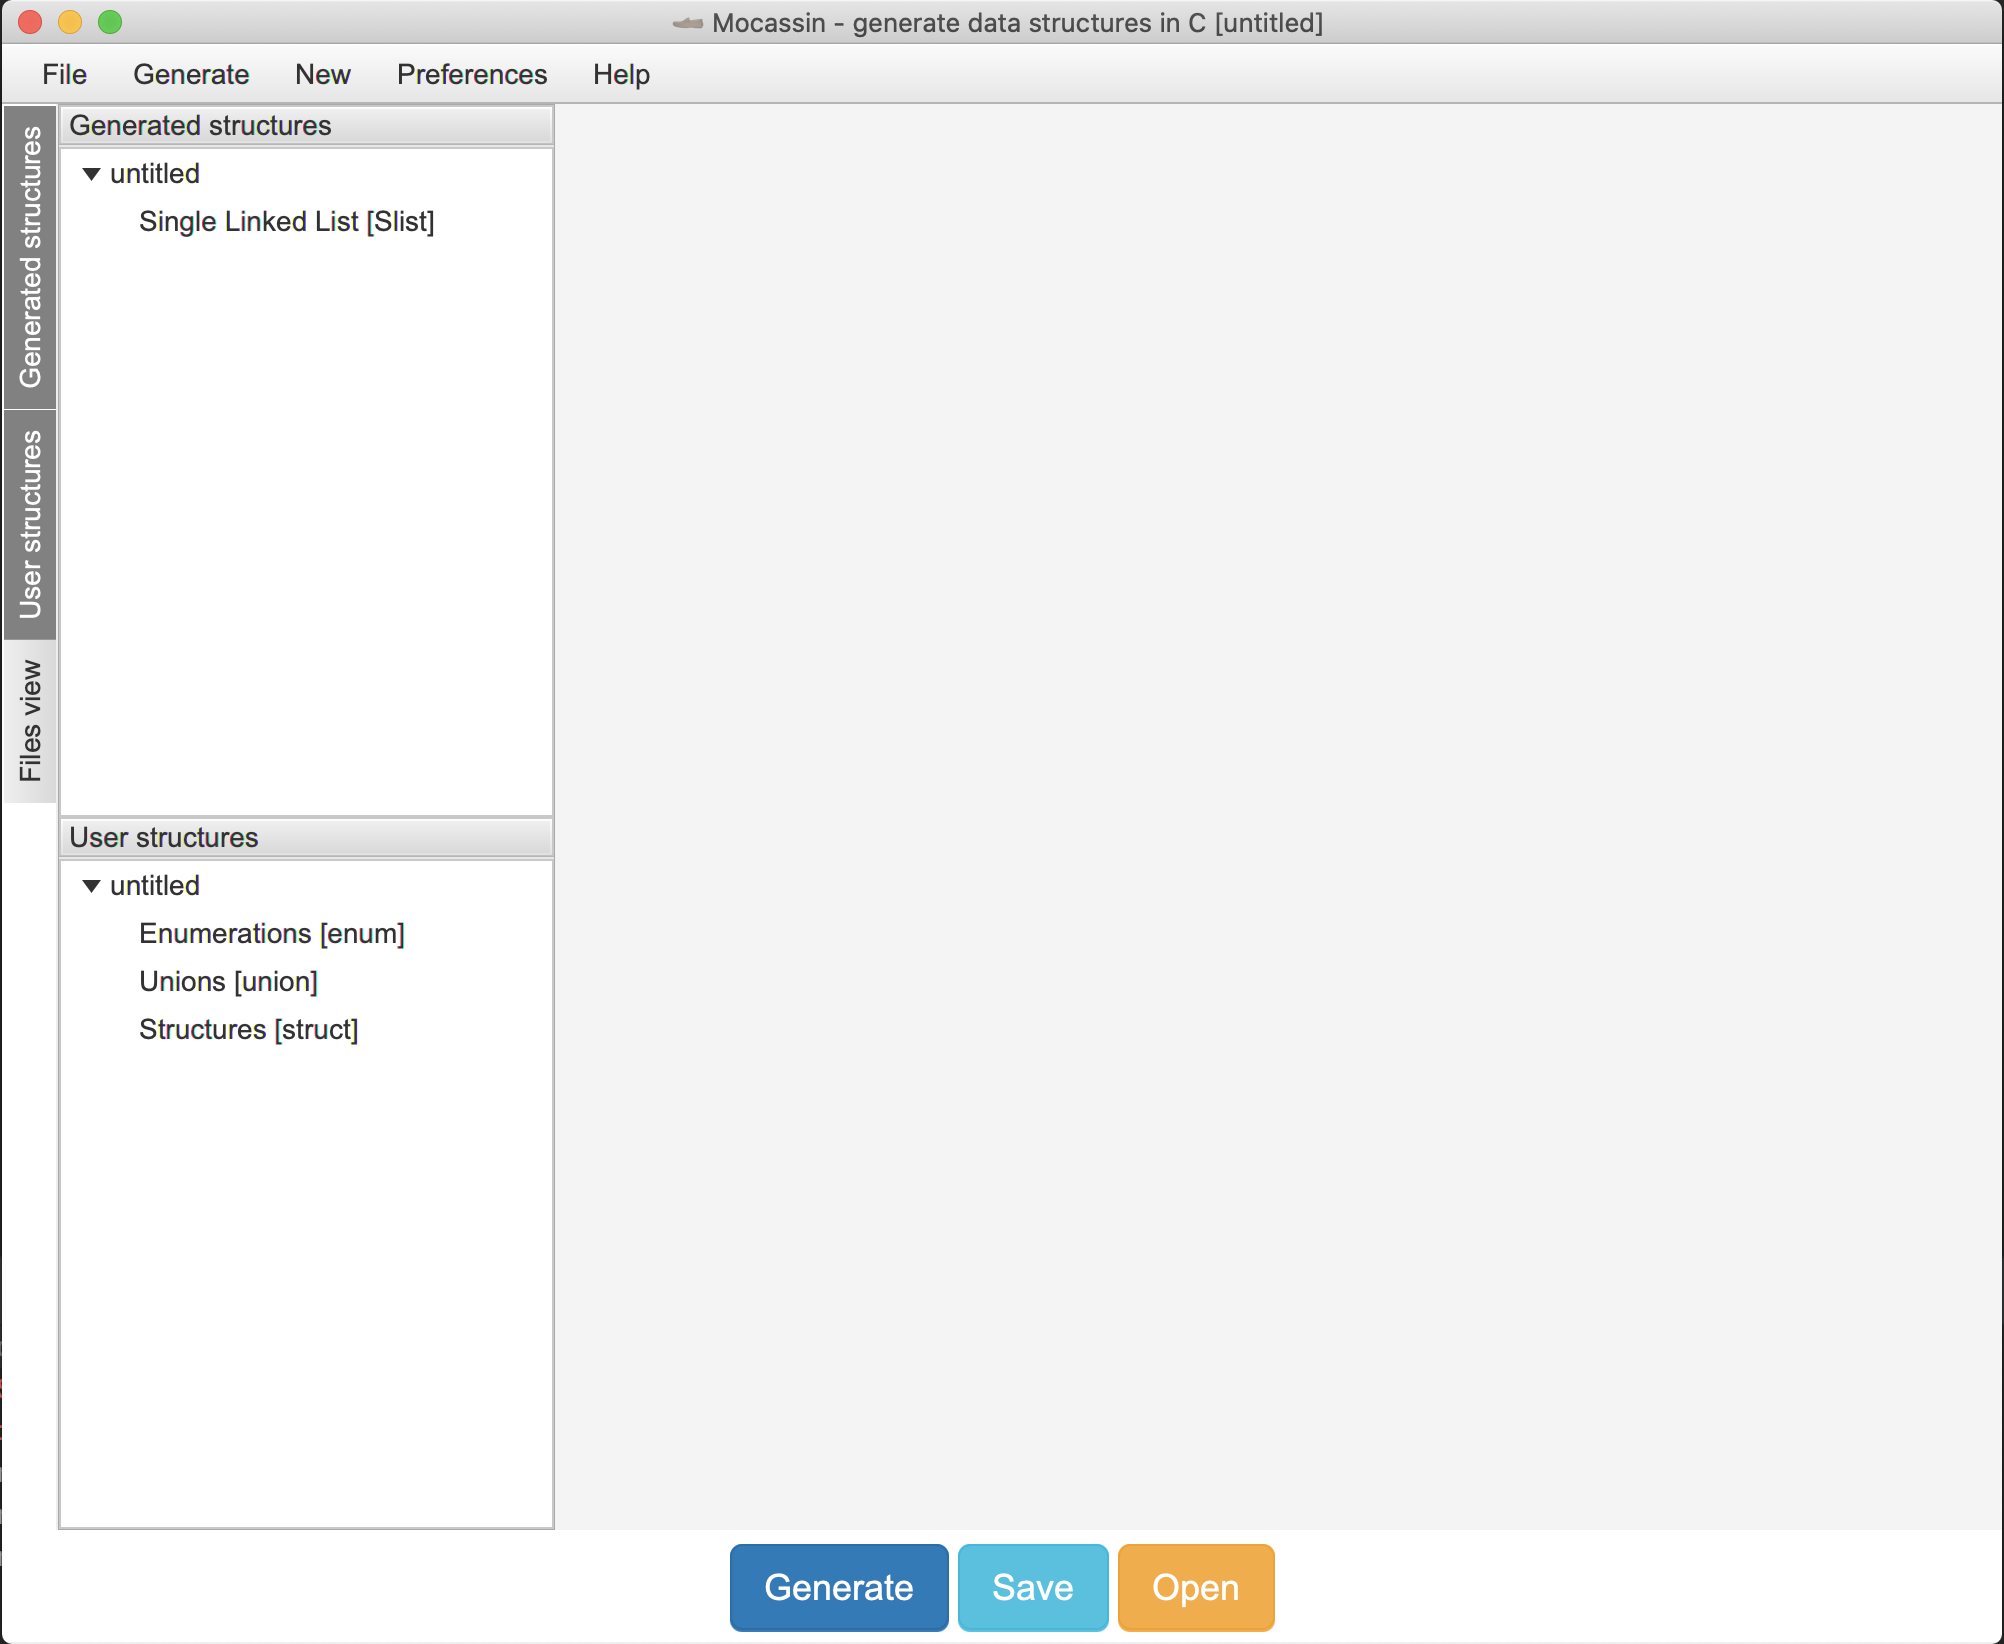 Mocassin - generate data structures in C [untitled]
File Generate New Preferences Help
Generated structures
User structures
Files view
Generated structures
untitled
Single Linked List [Slist]
User structures
untitled
Enumerations [enum]
Unions [union]
Structures [struct]
Generate Save Open